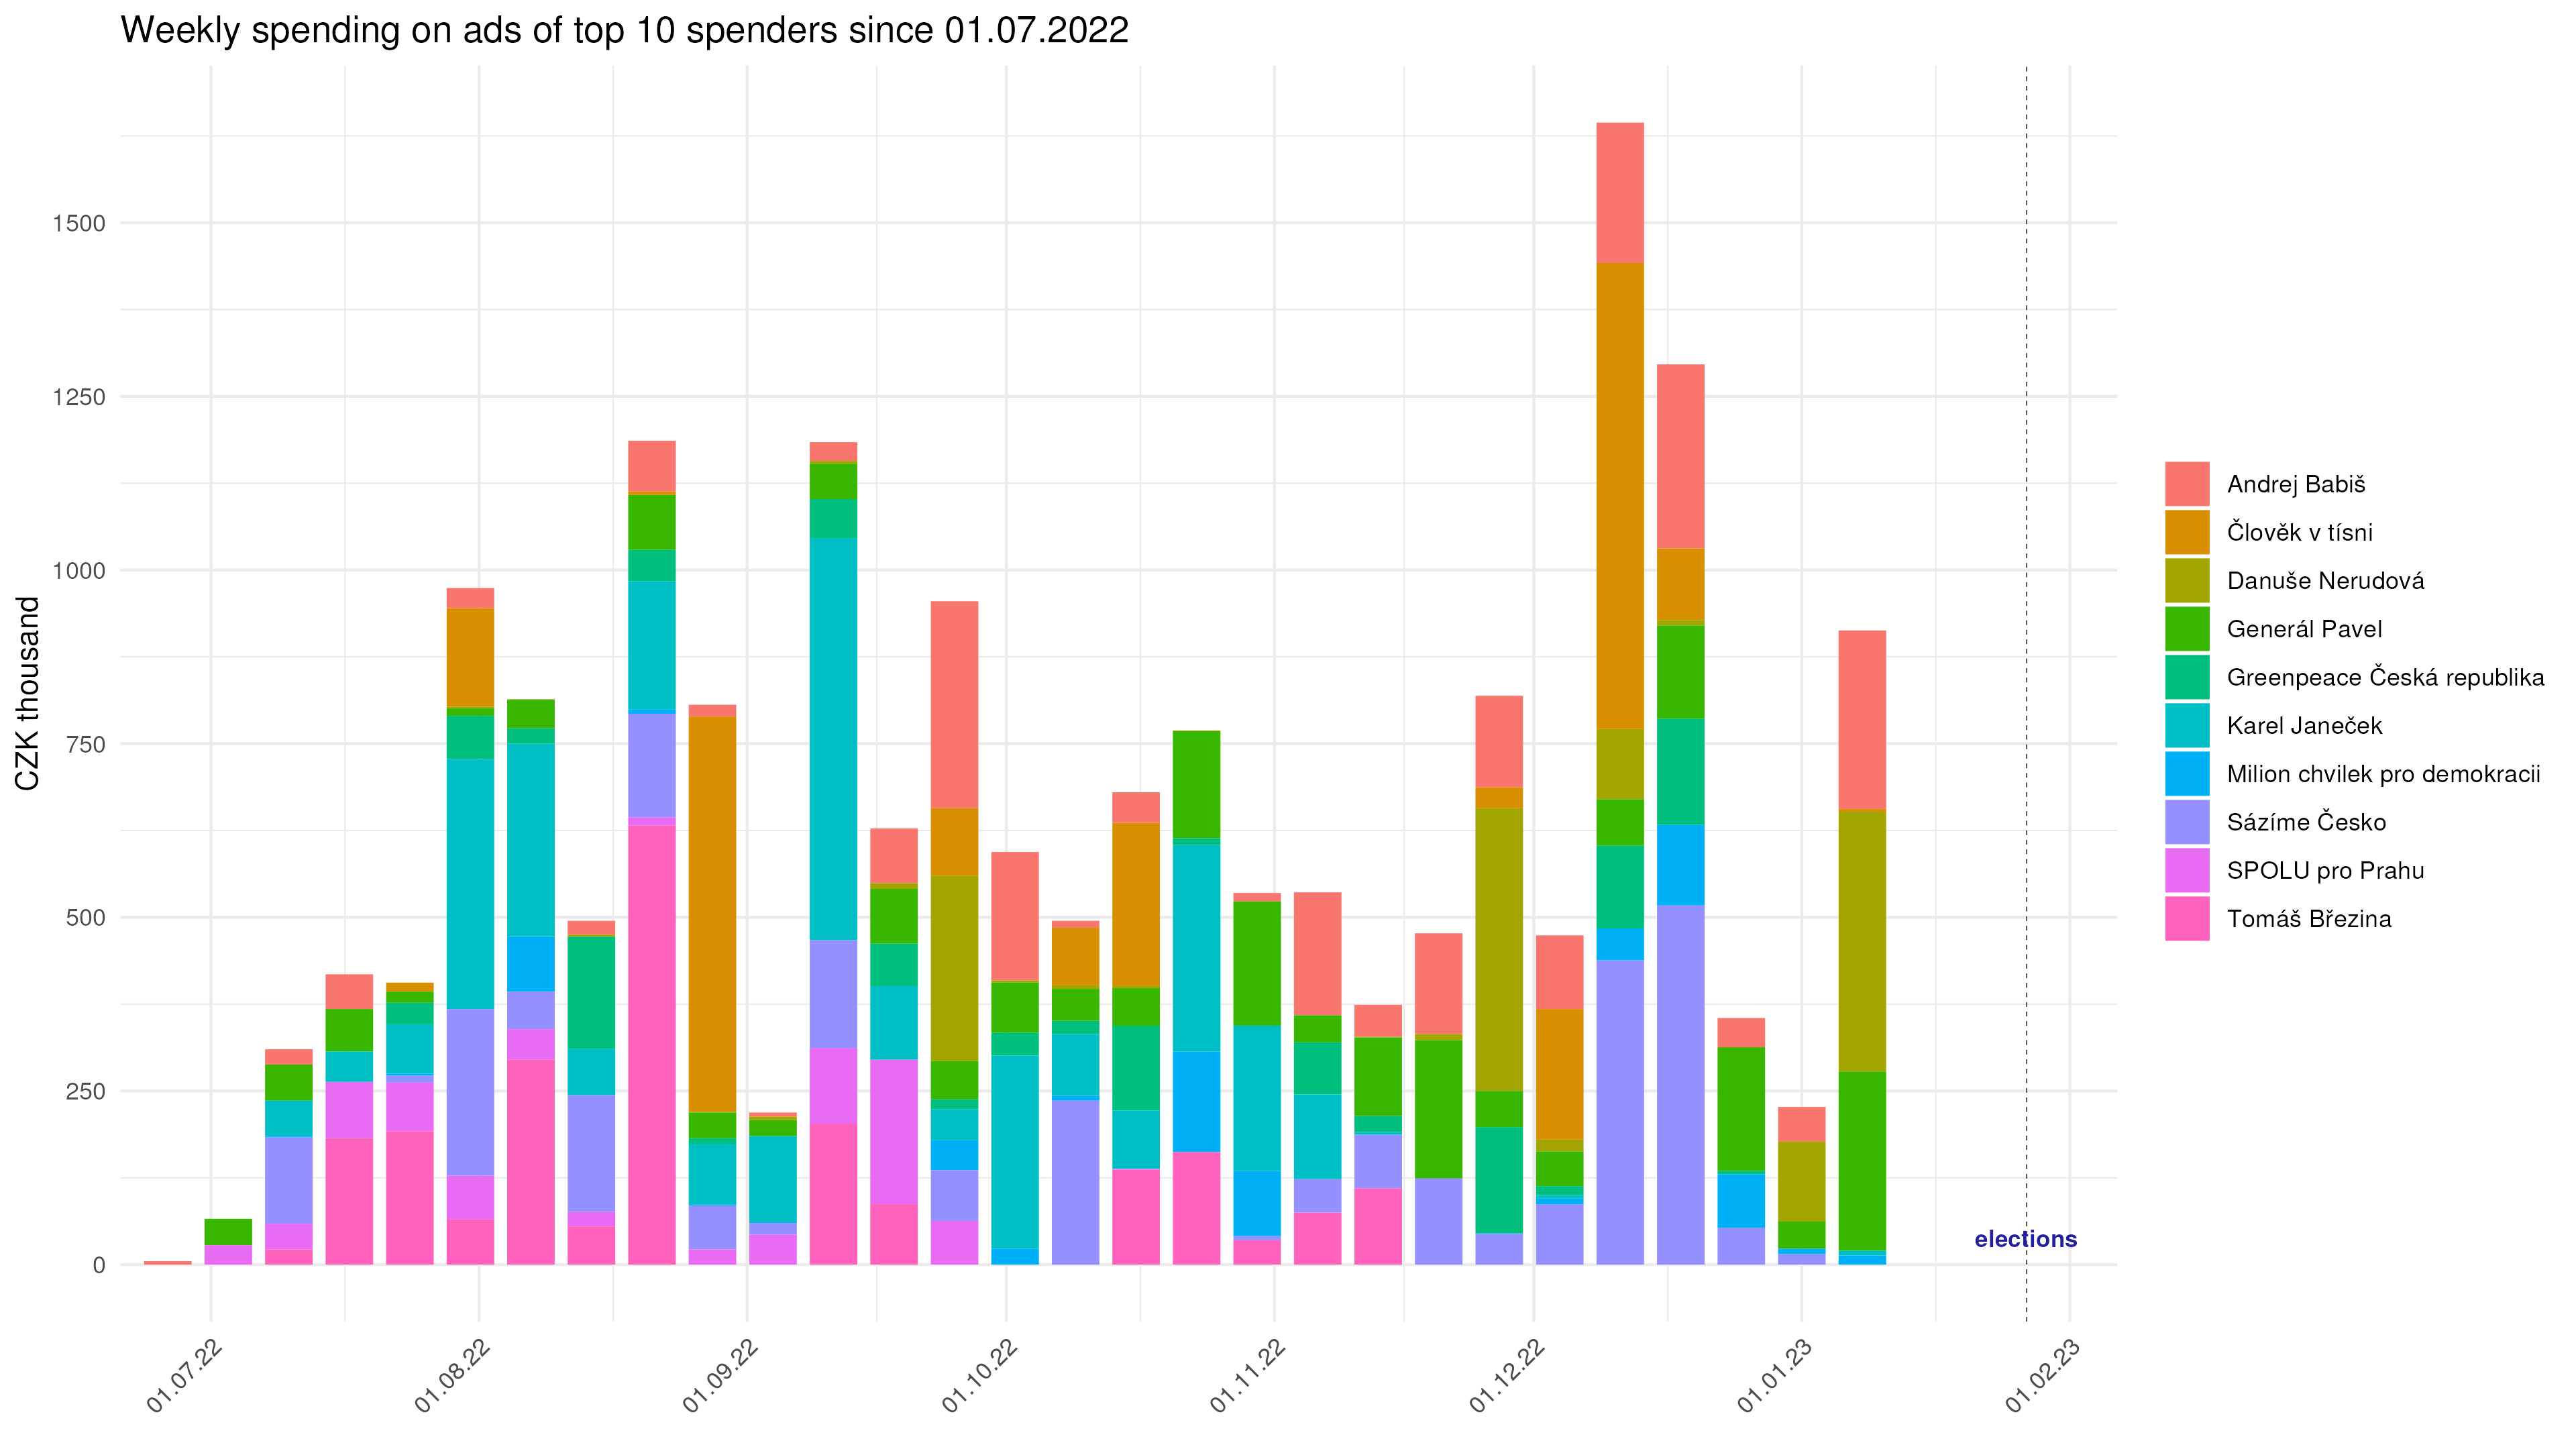 Weekly spending on ads of top 10 spenders since 01.07.2022
CZK thousand
1500
1250
1000
750
500
250
0
01.07.22
01.08.22
01.09.22
01.10.22
01.11.22
01.12.22
01.01.23
01.02.23
elections
Andrej Babiš
Člověk v tísni
Danuše Nerudová
Generál Pavel
Greenpeace Česká republika
Karel Janeček
Milion chvilek pro demokracii
Sázíme Česko
SPOLU pro Prahu
Tomáš Březina